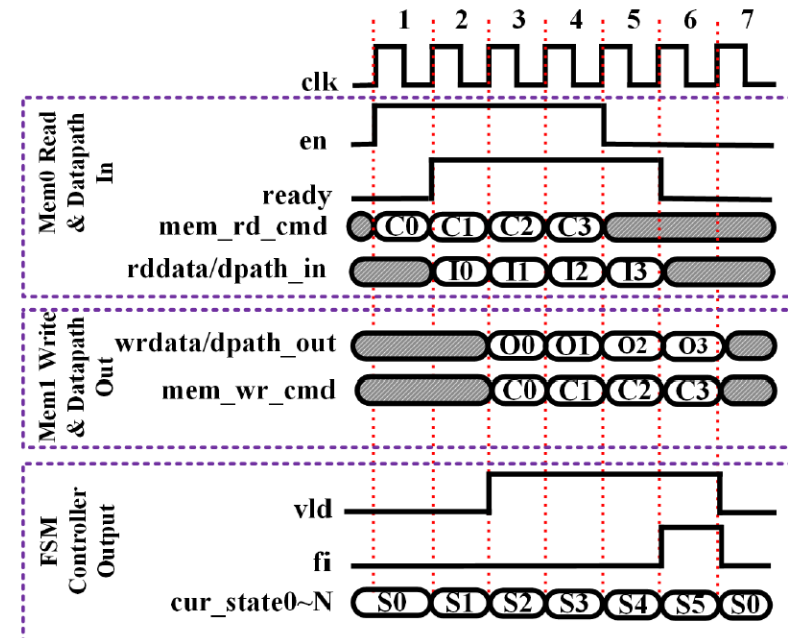 1 2 3 4 5 6 7
clk
Mem0 Read
& Datapath
In
en
ready
mem_rd_cmd C0 C1 C2 C3
rddata/dpath_in I0 I1 I2 I3
Mem1 Write
& Datapath
Out
wrdata/dpath_out O0 O1 O2 O3
mem_wr_cmd C0 C1 C2 C3
FSM
Controller
Output
vld
fi
cur_state0~N S0 S1 S2 S3 S4 S5 S0